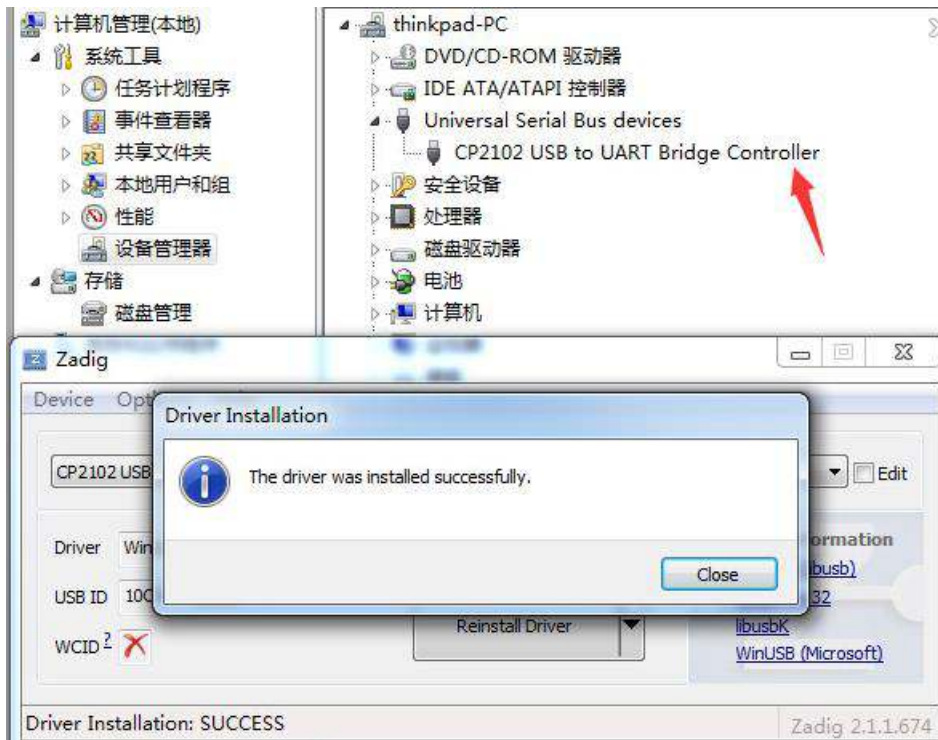 计算机管理(本地)
系统工具
任务计划程序
事件查看器
共享文件夹
本地用户和组
性能
设备管理器
存储
磁盘管理
thinkpad-PC
DVD/CD-ROM 驱动器
IDE ATA/ATAPI 控制器
Universal Serial Bus devices
CP2102 USB to UART Bridge Controller
安全设备
处理器
磁盘驱动器
电池
计算机
Zadig
Device Opt
Driver Installation
The driver was installed successfully.
Close
CP2102 USB
Edit
Driver Win
ormation
busb)
USB ID 10C
32
WCID ?
Reinstall Driver
libusbK
WinUSB (Microsoft)
Driver Installation: SUCCESS
Zadig 2.1.1.674